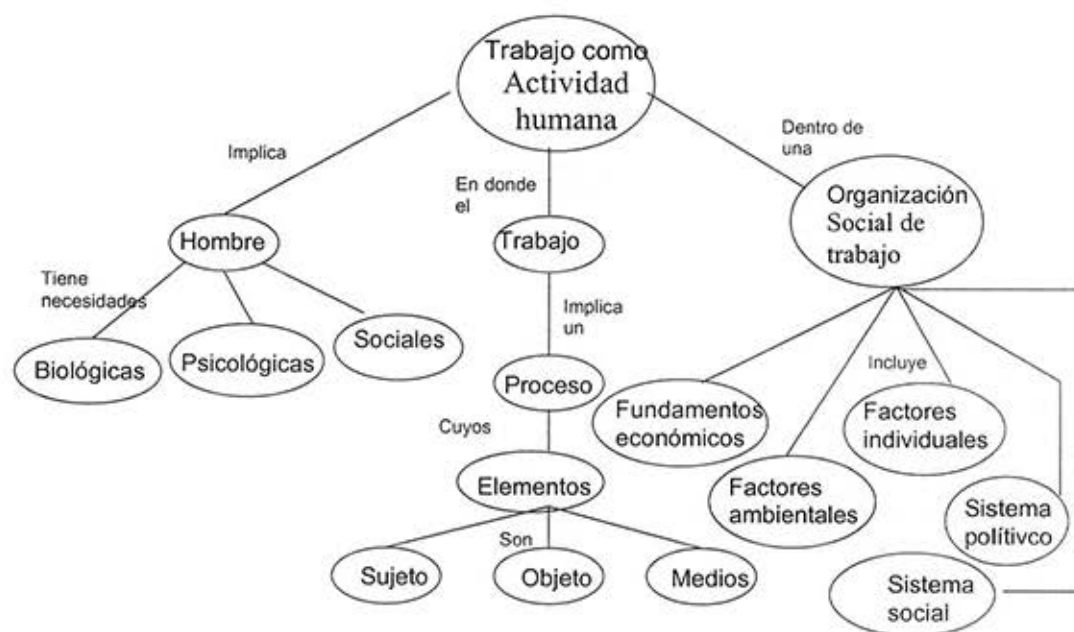 Trabajo como
Actividad
humana
Implica
En donde
el
Dentro de
una
Hombre
Trabajo
Organización
Social de
trabajo
Tiene
necesidades
Biológicas
Psicológicas
Sociales
Implica
un
Proceso
Cuyos
Elementos
Son
Sujeto
Objeto
Medios
Incluye
Fundamentos
económicos
Factores
ambientales
Factores
individuales
Sistema
polítivco
Sistema
social